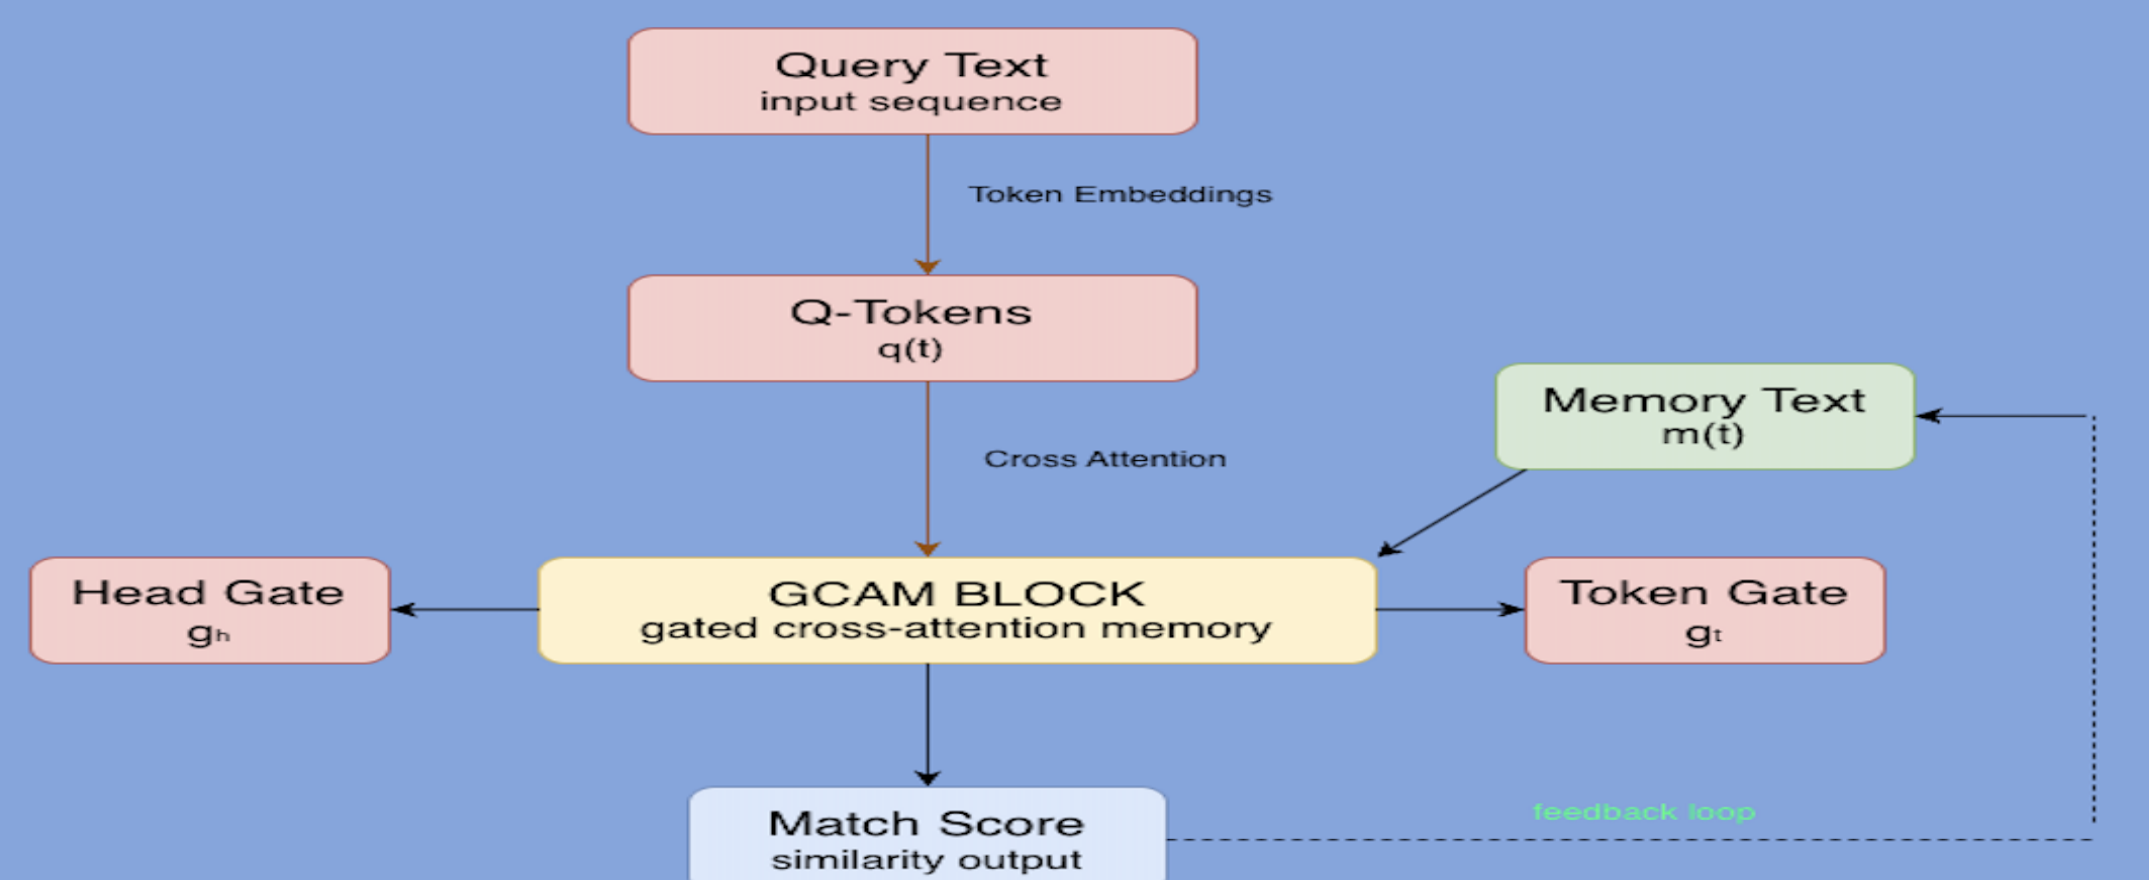 Query Text
input sequence
Token Embeddings
Q-Tokens
q(t)
Memory Text
m(t)
Cross Attention
Head Gate
gₕ
GCAM BLOCK
gated cross-attention memory
Token Gate
gₜ
Match Score
similarity output
feedback loop